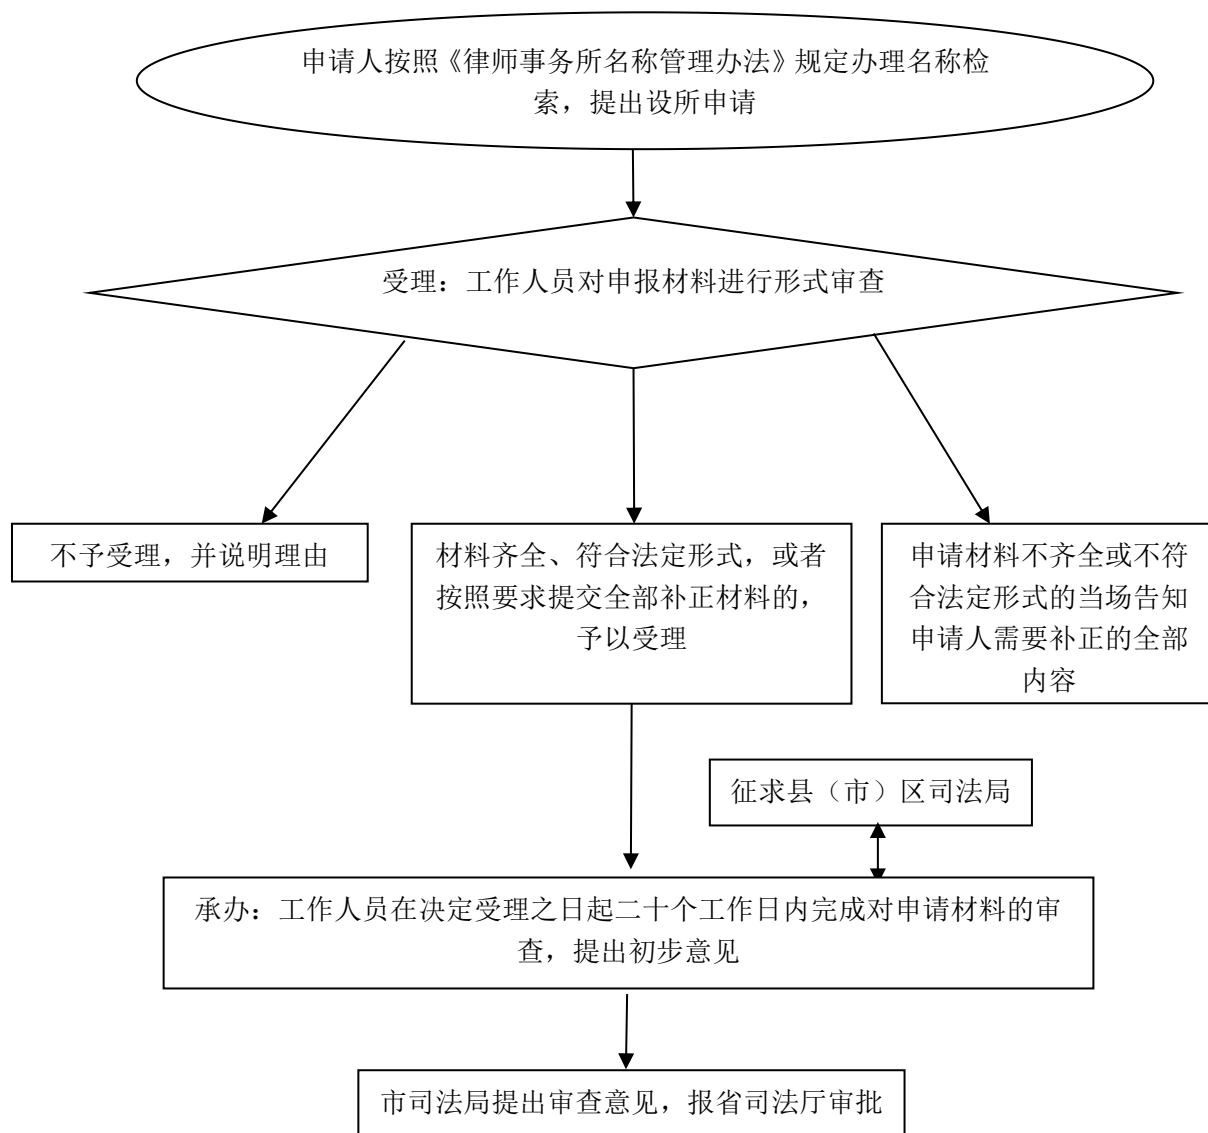 申请人按照《律师事务所名称管理办法》规定办理名称检
索，提出设所申请
受理：工作人员对申报材料进行形式审查
不予受理，并说明理由
材料齐全、符合法定形式，或者
按照要求提交全部补正材料的，
予以受理
申请材料不齐全或不符
合法定形式的当场告知
申请人需要补正的全部
内容
征求县（市）区司法局
承办：工作人员在决定受理之日起二十个工作日内完成对申请材料的审
查，提出初步意见
市司法局提出审查意见，报省司法厅审批